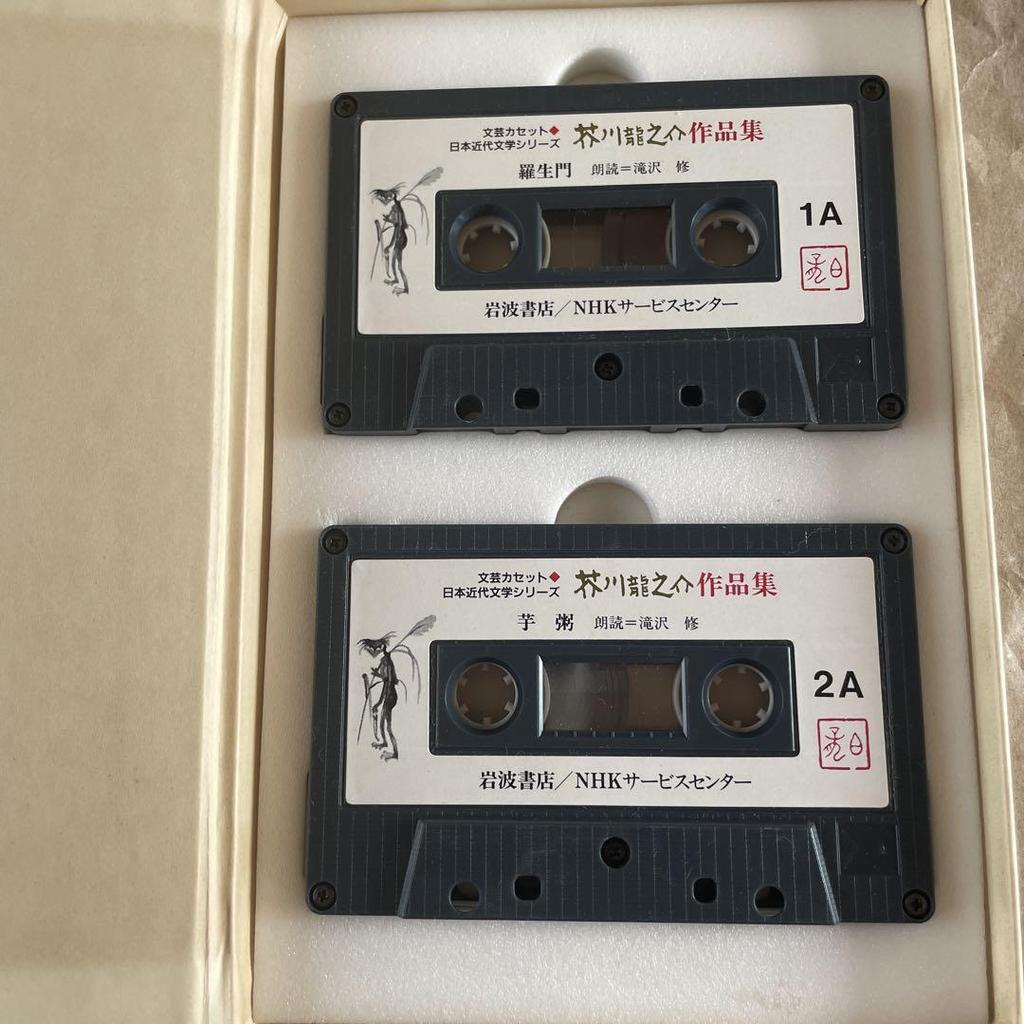 文芸カセット◆
日本近代文学シリーズ
芥川龍之介作品集
羅生門 朗読=滝沢 修
1A
岩波書店/NHKサービスセンター
文芸カセット◆
日本近代文学シリーズ
芥川龍之介作品集
芋 粥 朗読=滝沢 修
2A
岩波書店/NHKサービスセンター